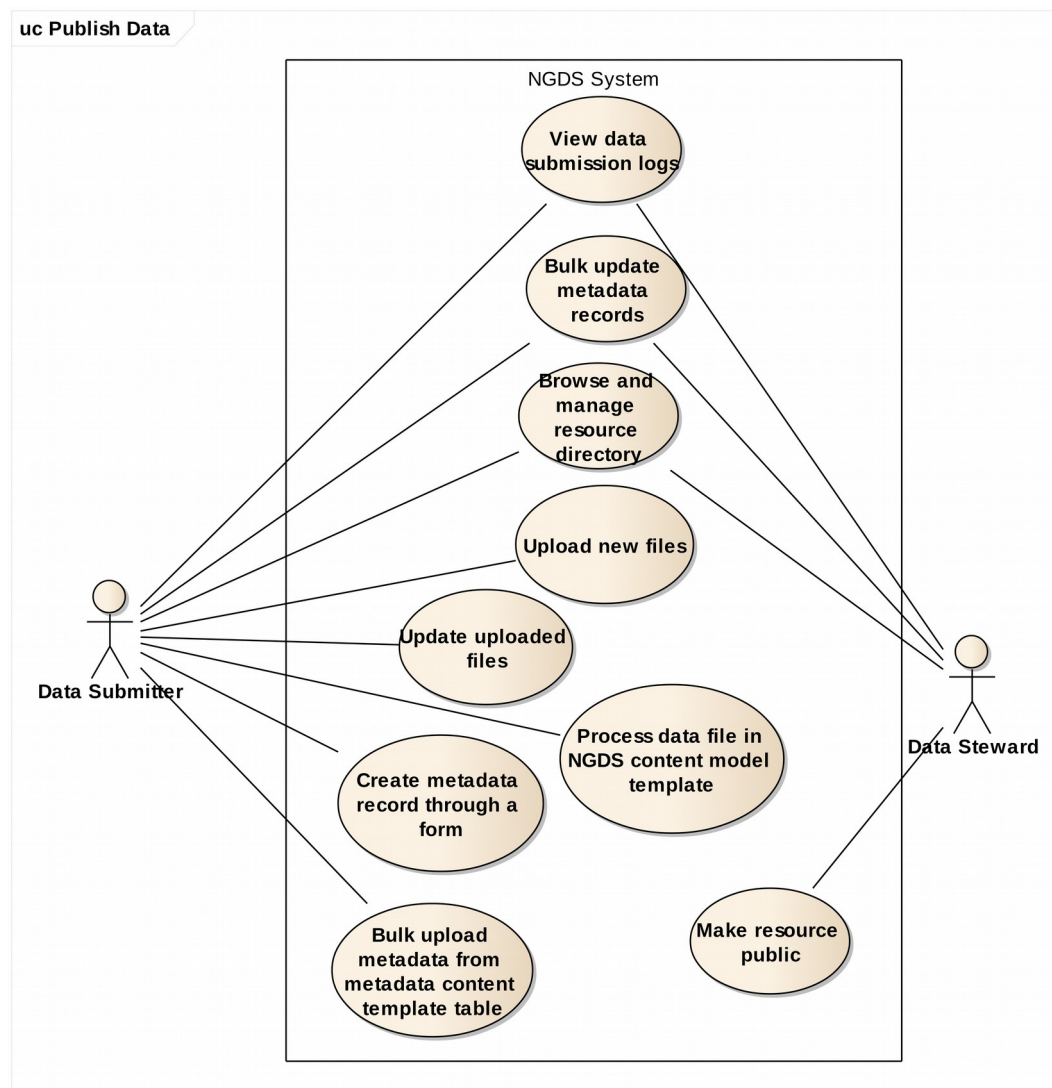 uc Publish Data
NGDS System
View data
submission logs
Bulk update
metadata
records
Browse and
manage
resource
directory
Upload new files
Update uploaded
files
Data Submitter
Process data file in
NGDS content model
template
Data Steward
Create metadata
record through a
form
Make resource
public
Bulk upload
metadata from
metadata content
template table